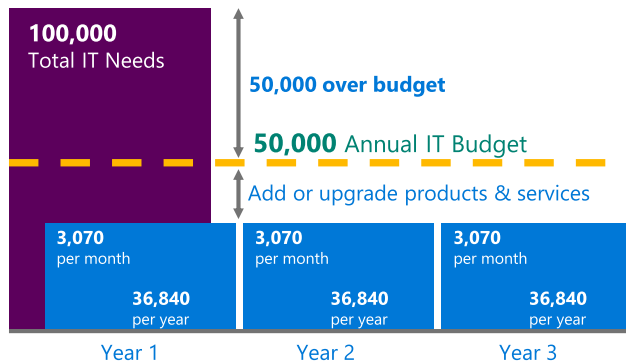 100,000
Total IT Needs
50,000 over budget
50,000 Annual IT Budget
Add or upgrade products & services
3,070
per month
36,840
per year
3,070
per month
36,840
per year
3,070
per month
36,840
per year
Year 1
Year 2
Year 3